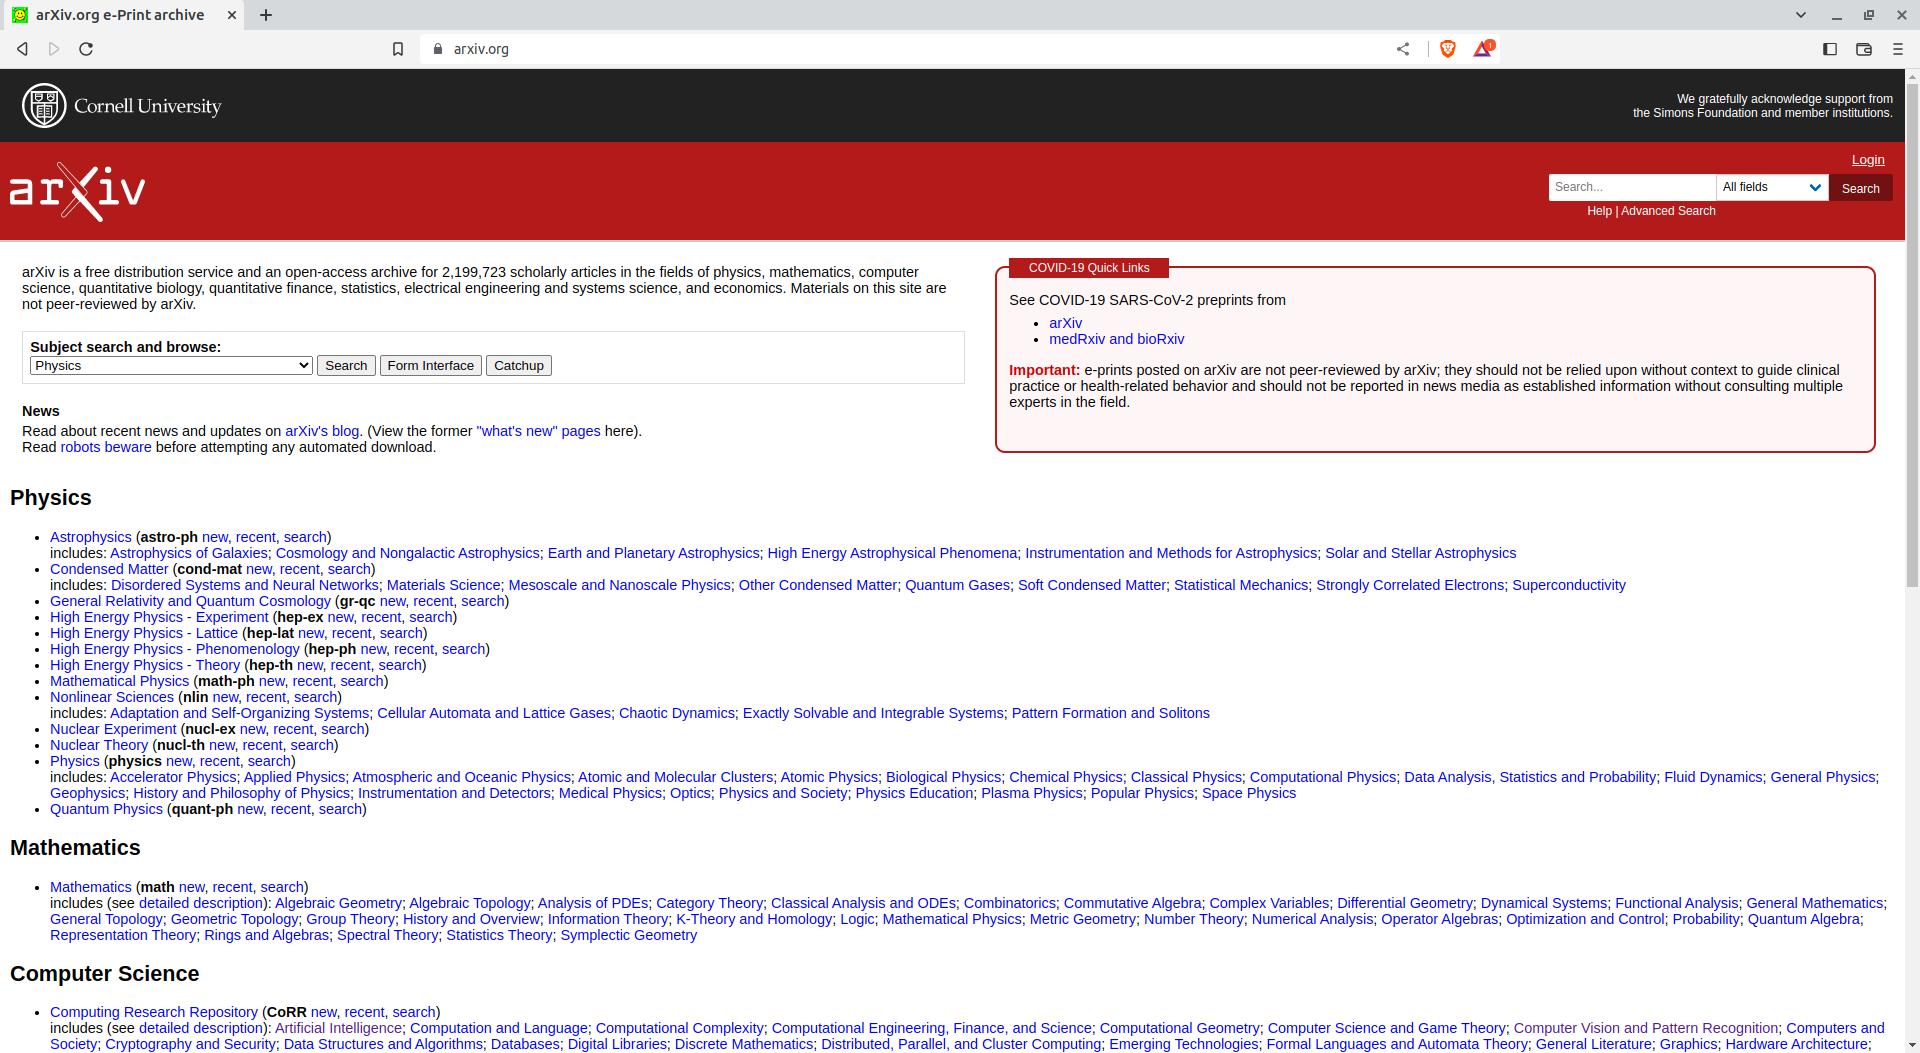 arXiv.org e-Print archive
arxiv.org
1
Cornell University
We gratefully acknowledge support from
the Simons Foundation and member institutions.
arXiv
Login
Search...
All fields
Search
Help | Advanced Search
arXiv is a free distribution service and an open-access archive for 2,199,723 scholarly articles in the fields of physics, mathematics, computer
science, quantitative biology, quantitative finance, statistics, electrical engineering and systems science, and economics. Materials on this site are
not peer-reviewed by arXiv.
Subject search and browse:
Physics Search Form Interface Catchup
News
Read about recent news and updates on arXiv's blog. (View the former "what's new" pages here).
Read robots beware before attempting any automated download.
COVID-19 Quick Links
See COVID-19 SARS-CoV-2 preprints from
• arXiv
• medRxiv and bioRxiv
Important: e-prints posted on arXiv are not peer-reviewed by arXiv; they should not be relied upon without context to guide clinical
practice or health-related behavior and should not be reported in news media as established information without consulting multiple
experts in the field.
Physics
• Astrophysics (astro-ph new, recent, search)
includes: Astrophysics of Galaxies; Cosmology and Nongalactic Astrophysics; Earth and Planetary Astrophysics; High Energy Astrophysical Phenomena; Instrumentation and Methods for Astrophysics; Solar and Stellar Astrophysics
• Condensed Matter (cond-mat new, recent, search)
includes: Disordered Systems and Neural Networks; Materials Science; Mesoscale and Nanoscale Physics; Other Condensed Matter; Quantum Gases; Soft Condensed Matter; Statistical Mechanics; Strongly Correlated Electrons; Superconductivity
• General Relativity and Quantum Cosmology (gr-qc new, recent, search)
• High Energy Physics - Experiment (hep-ex new, recent, search)
• High Energy Physics - Lattice (hep-lat new, recent, search)
• High Energy Physics - Phenomenology (hep-ph new, recent, search)
• High Energy Physics - Theory (hep-th new, recent, search)
• Mathematical Physics (math-ph new, recent, search)
• Nonlinear Sciences (nlin new, recent, search)
includes: Adaptation and Self-Organizing Systems; Cellular Automata and Lattice Gases; Chaotic Dynamics; Exactly Solvable and Integrable Systems; Pattern Formation and Solitons
• Nuclear Experiment (nucl-ex new, recent, search)
• Nuclear Theory (nucl-th new, recent, search)
• Physics (physics new, recent, search)
includes: Accelerator Physics; Applied Physics; Atmospheric and Oceanic Physics; Atomic and Molecular Clusters; Atomic Physics; Biological Physics; Chemical Physics; Classical Physics; Computational Physics; Data Analysis, Statistics and Probability; Fluid Dynamics; General Physics;
Geophysics; History and Philosophy of Physics; Instrumentation and Detectors; Medical Physics; Optics; Physics and Society; Physics Education; Plasma Physics; Popular Physics; Space Physics
• Quantum Physics (quant-ph new, recent, search)
Mathematics
• Mathematics (math new, recent, search)
includes (see detailed description): Algebraic Geometry; Algebraic Topology; Analysis of PDEs; Category Theory; Classical Analysis and ODEs; Combinatorics; Commutative Algebra; Complex Variables; Differential Geometry; Dynamical Systems; Functional Analysis; General Mathematics;
General Topology; Geometric Topology; Group Theory; History and Overview; Information Theory; K-Theory and Homology; Logic; Mathematical Physics; Metric Geometry; Number Theory; Numerical Analysis; Operator Algebras; Optimization and Control; Probability; Quantum Algebra;
Representation Theory; Rings and Algebras; Spectral Theory; Statistics Theory; Symplectic Geometry
Computer Science
• Computing Research Repository (CoRR new, recent, search)
includes (see detailed description): Artificial Intelligence; Computation and Language; Computational Complexity; Computational Engineering, Finance, and Science; Computational Geometry; Computer Science and Game Theory; Computer Vision and Pattern Recognition; Computers and
Society; Cryptography and Security; Data Structures and Algorithms; Databases; Digital Libraries; Discrete Mathematics; Distributed, Parallel, and Cluster Computing; Emerging Technologies; Formal Languages and Automata Theory; General Literature; Graphics; Hardware Architecture;